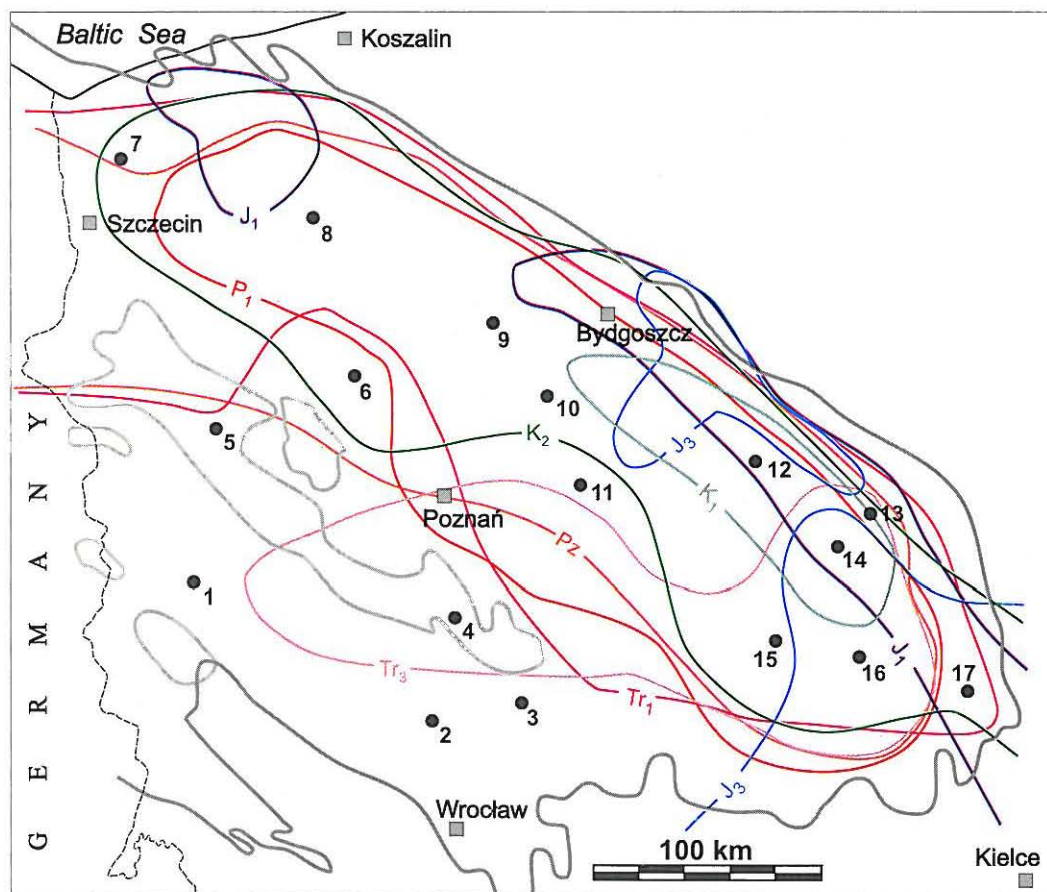 Baltic Sea
Koszalin
7
J1
Szczecin
8
P1
Bydgoszcz
9
6
10
5
K2
J3
12
11
K1
Poznań
13
Pz
14
1
4
15
J1
16
Tr3
17
Tr1
3
2
J3
Wrocław
100 km
Kielce
GERMANY